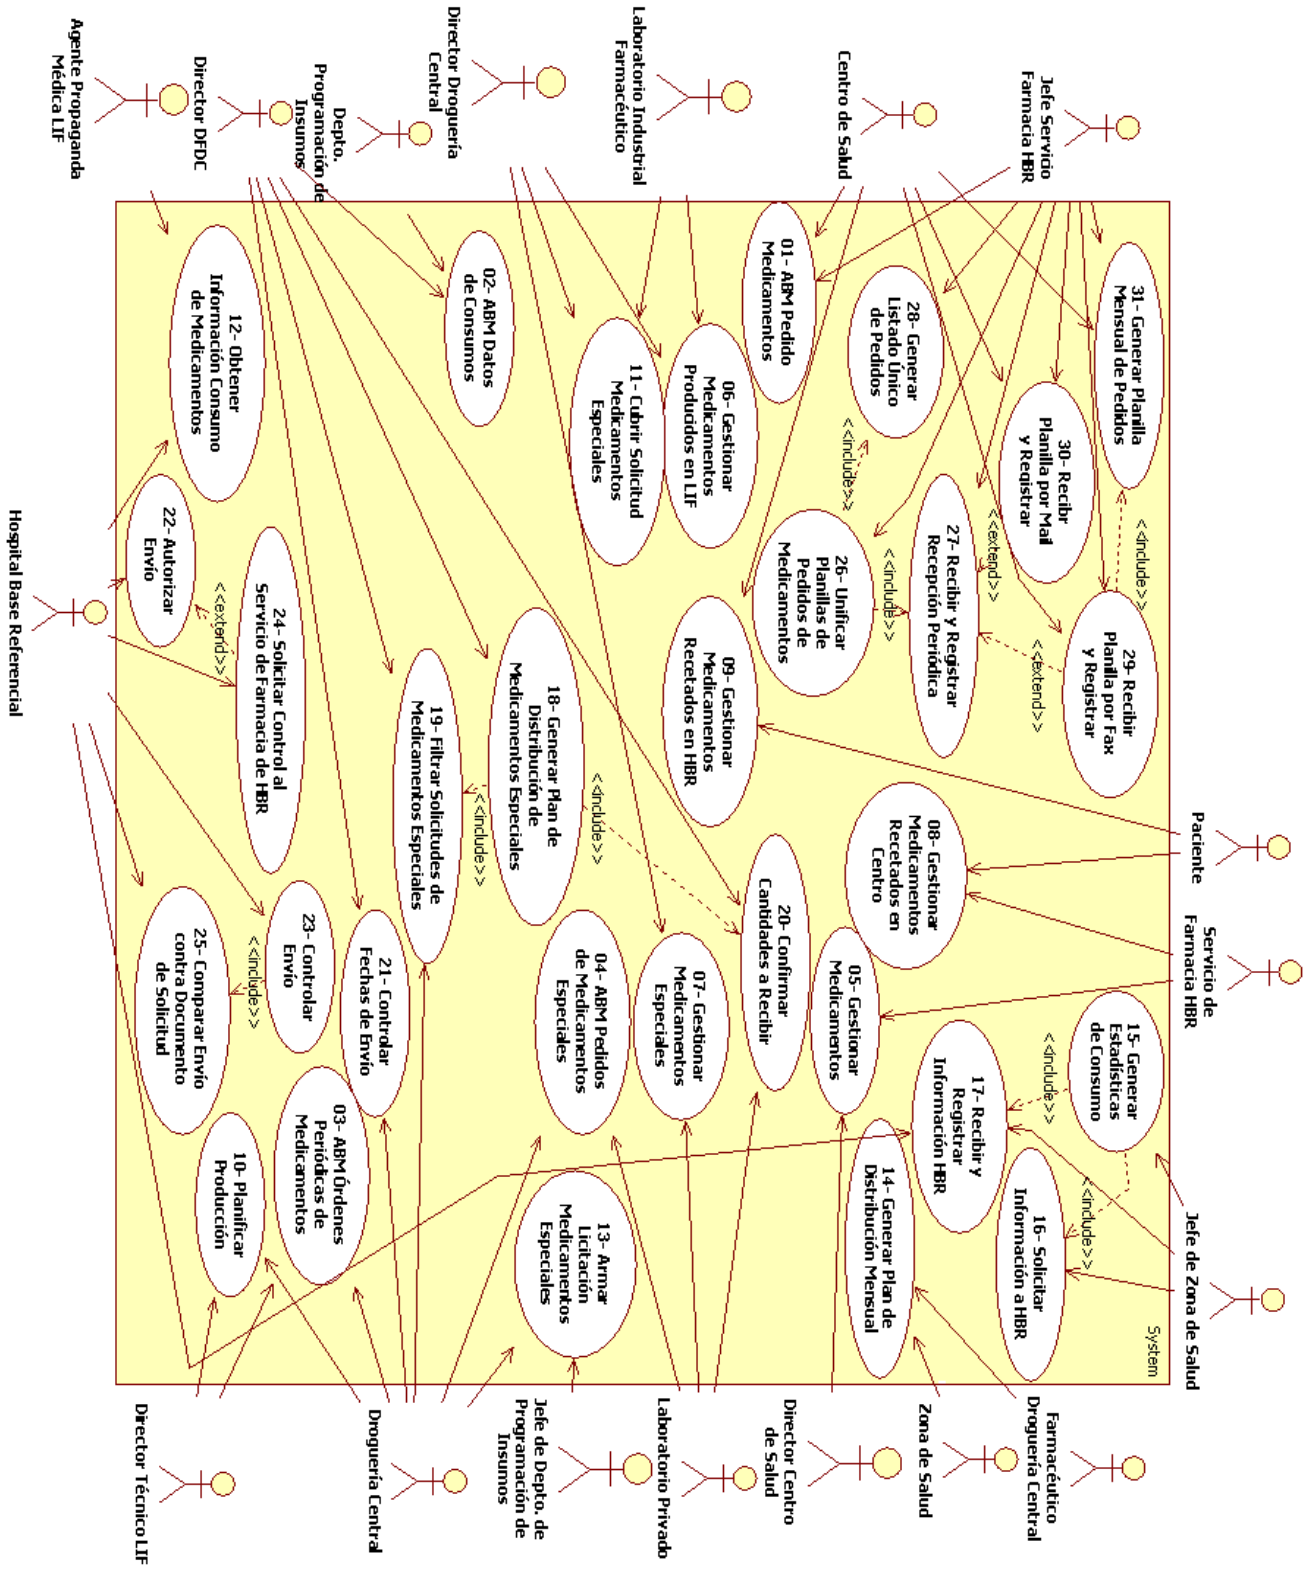 Jefe Servicio
Farmacia HBR
Centro de Salud
Laboratorio Industrial
Farmacéutico
Director Droguería
Central
Depto.
Programación de
Insumos
Director DFDC
Agente Propaganda
Médica LIF
Hospital Base Referencial
Paciente
Servicio de
Farmacia HBR
Jefe de Zona de Salud
System
31- Generar Planilla
Mensual de Pedidos
30- Recibr
Planilla por Mail
y Registrar
29- Recibir
Planilla por Fax
y Registrar
<<include>>
<<extend>>
<<extend>>
28- Generar
Listado Único
de Pedidos
27- Recibir y Registrar
Recepción Periódica
<<include>>
<<include>>
26- Unificar
Planillas de
Pedidos de
Medicamentos
01- ABM Pedido
Medicamentos
06- Gestionar
Medicamentos
Producidos en LIF
09- Gestionar
Medicamentos
Recetados en HBR
11- Cubrir Solicitud
Medicamentos
Especiales
02- ABM Datos
de Consumos
12- Obtener
Información Consumo
de Medicamentos
22- Autorizar
Envío
<<extend>>
24- Solicitar Control al
Servicio de Farmacia de HBR
18- Generar Plan de
Distribución de
Medicamentos Especiales
19- Filtrar Solicitudes de
Medicamentos Especiales
<<include>>
<<include>>
08- Gestionar
Medicamentos
Recetados en
Centro
05- Gestionar
Medicamentos
20- Confirmar
Cantidades a Recibir
07- Gestionar
Medicamentos
Especiales
04- ABM Pedidos
de Medicamentos
Especiales
21- Controlar
Fechas de Envío
23- Controlar
Envío
<<include>>
25- Comparar Envío
contra Documento
de Solicitud
15- Generar
Estadísticas
de Consumo
<<include>>
<<include>>
17- Recibir y
Registrar
Información HBR
16- Solicitar
Información a HBR
14- Generar Plan de
Distribución Mensual
13- Armar
Licitación
Medicamentos
Especiales
03- ABM Órdenes
Periódicas de
Medicamentos
10- Planificar
Producción
Farmacéutico
Droguería Central
Zona de Salud
Director Centro
de Salud
Laboratorio Privado
Jefe de Depto. de
Programación de
Insumos
Droguería Central
Director Técnico LIF